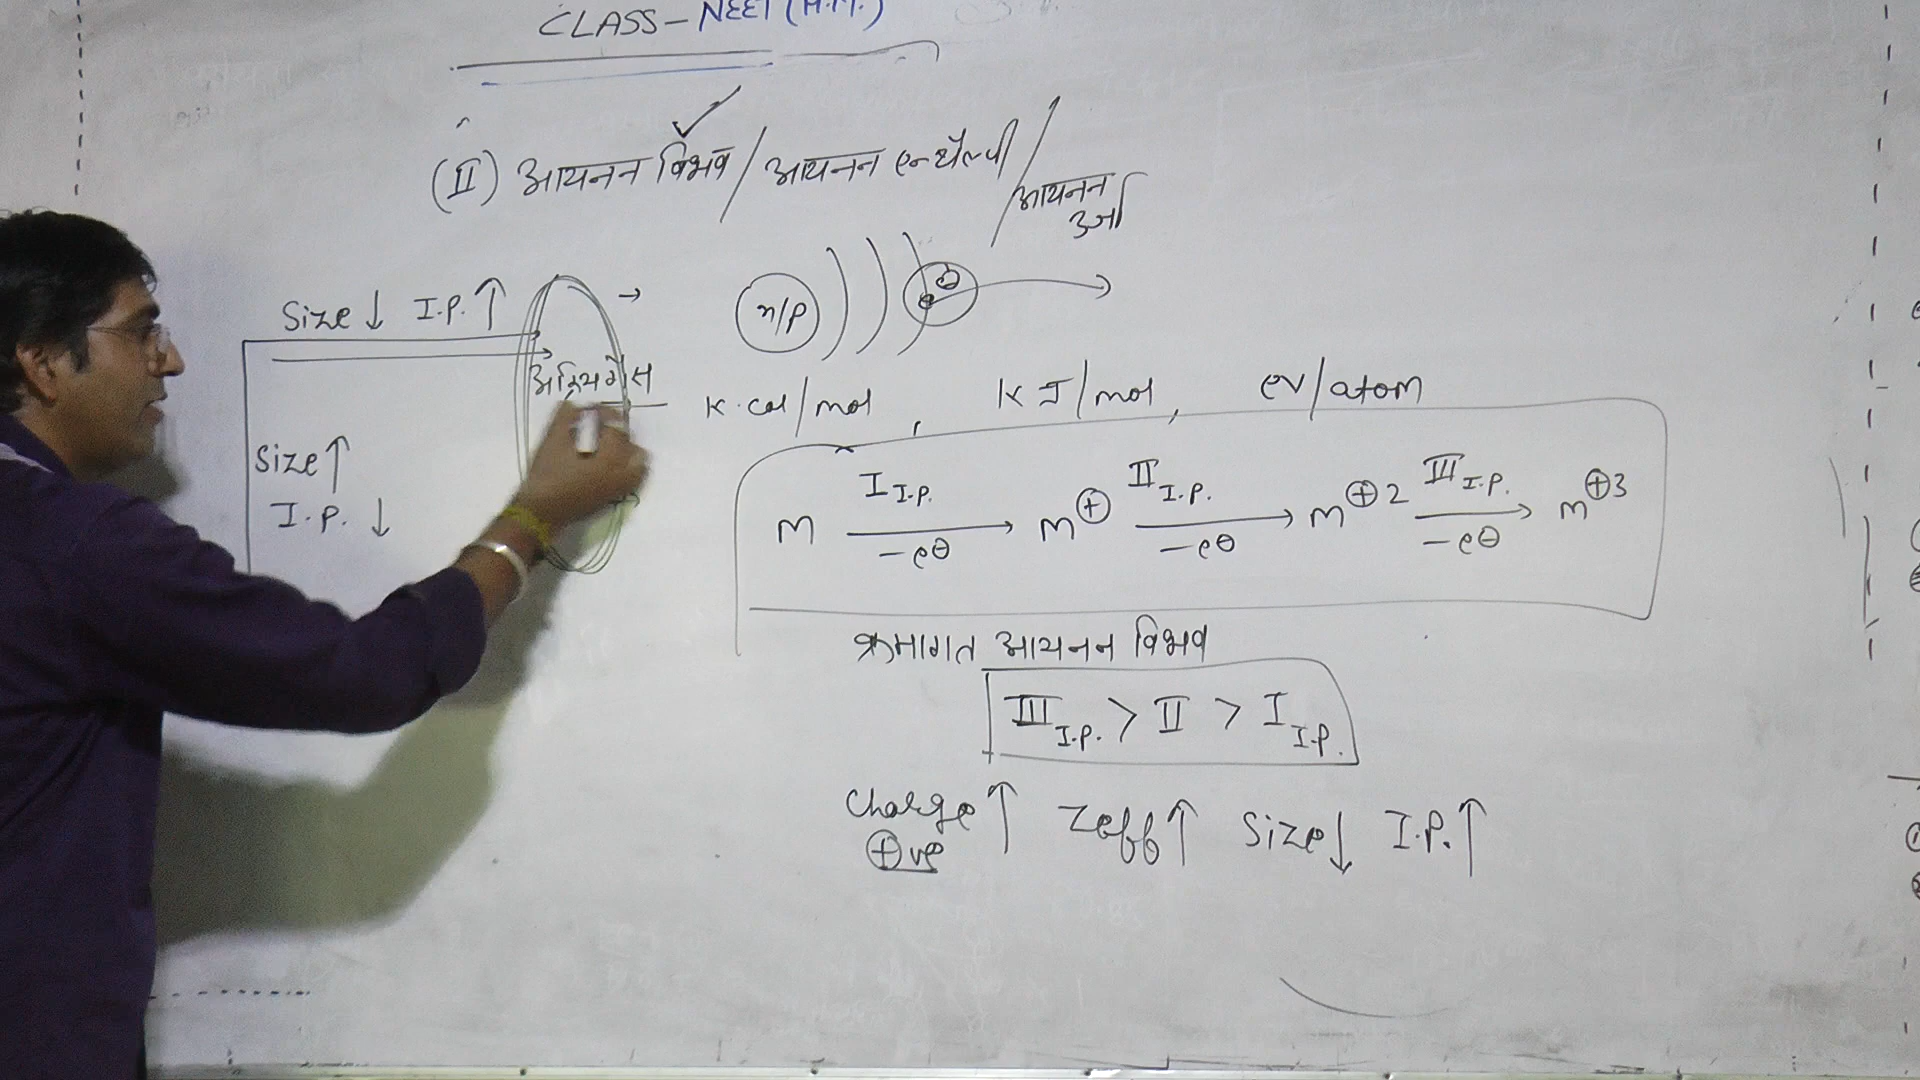 CLASS - NEET (H.M.)
(II) आयनन विभव / आयनन एन्थैल्पी / आयनन ऊर्जा
Size ↓ I.P. ↑
n/p
अक्रियगैस
K.cal/mol , KJ/mol, ev/atom
Size ↑
I.P. ↓
M I I.P. -e⊖ → M⊕ II I.P. -e⊖ → M⊕2 III I.P. -e⊖ → M⊕3
क्रमागत आयनन विभव
III I.P. > II > I I.P.
Charge ↑ Zeff ↑ Size ↓ I.P. ↑
⊕ve